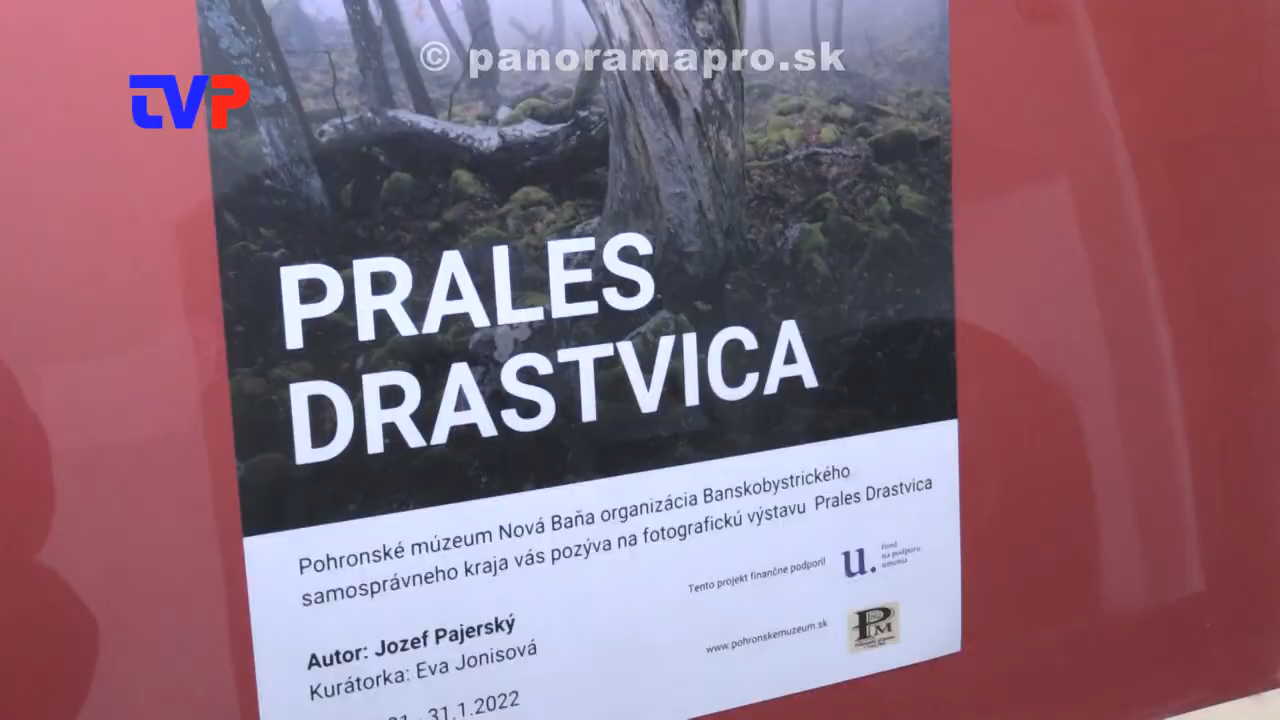 © panoramapro.sk
TVP
PRALES
DRASTVICA
Pohronské múzeum Nová Baňa organizácia Banskobystrického
samosprávneho kraja vás pozýva na fotografickú výstavu Prales Drastvica
Tento projekt finančne podporil
u.
fond
na podporu
umenia
Autor: Jozef Pajerský
Kurátorka: Eva Jonisová
www.pohronskemuzeum.sk
PM
- 31.1.2022